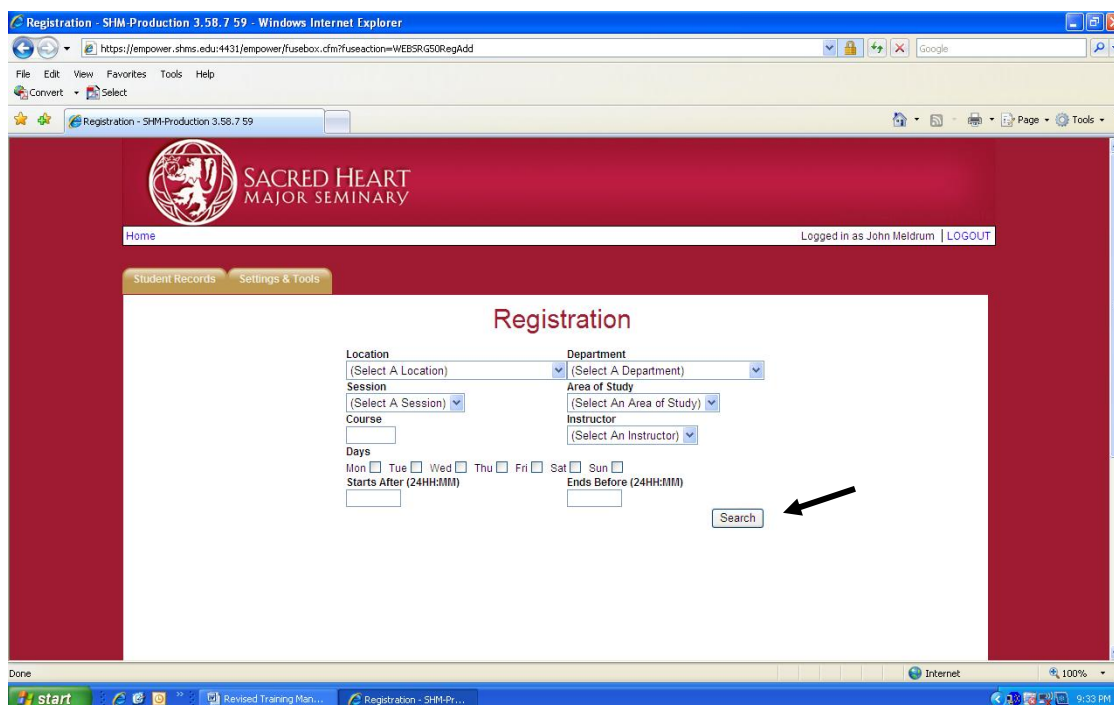 Registration - SHM-Production 3.58.7 59 - Windows Internet Explorer
https://empower.shms.edu:4431/empower/fusebox.cfm?fuseaction=WEBSRG50RegAdd
Google
File Edit View Favorites Tools Help
Convert Select
Registration - SHM-Production 3.58.7 59
Page Tools
SACRED HEART
MAJOR SEMINARY
Home Logged in as John Meldrum | LOGOUT
Student Records Settings & Tools
Registration
Location Department
(Select A Location) (Select A Department)
Session Area of Study
(Select A Session) (Select An Area of Study)
Course Instructor
(Select An Instructor)
Days
Mon Tue Wed Thu Fri Sat Sun
Starts After (24HH:MM) Ends Before (24HH:MM)
Search
Done Internet 100%
start Revised Training Man... Registration - SHM-Pr... 9:33 PM